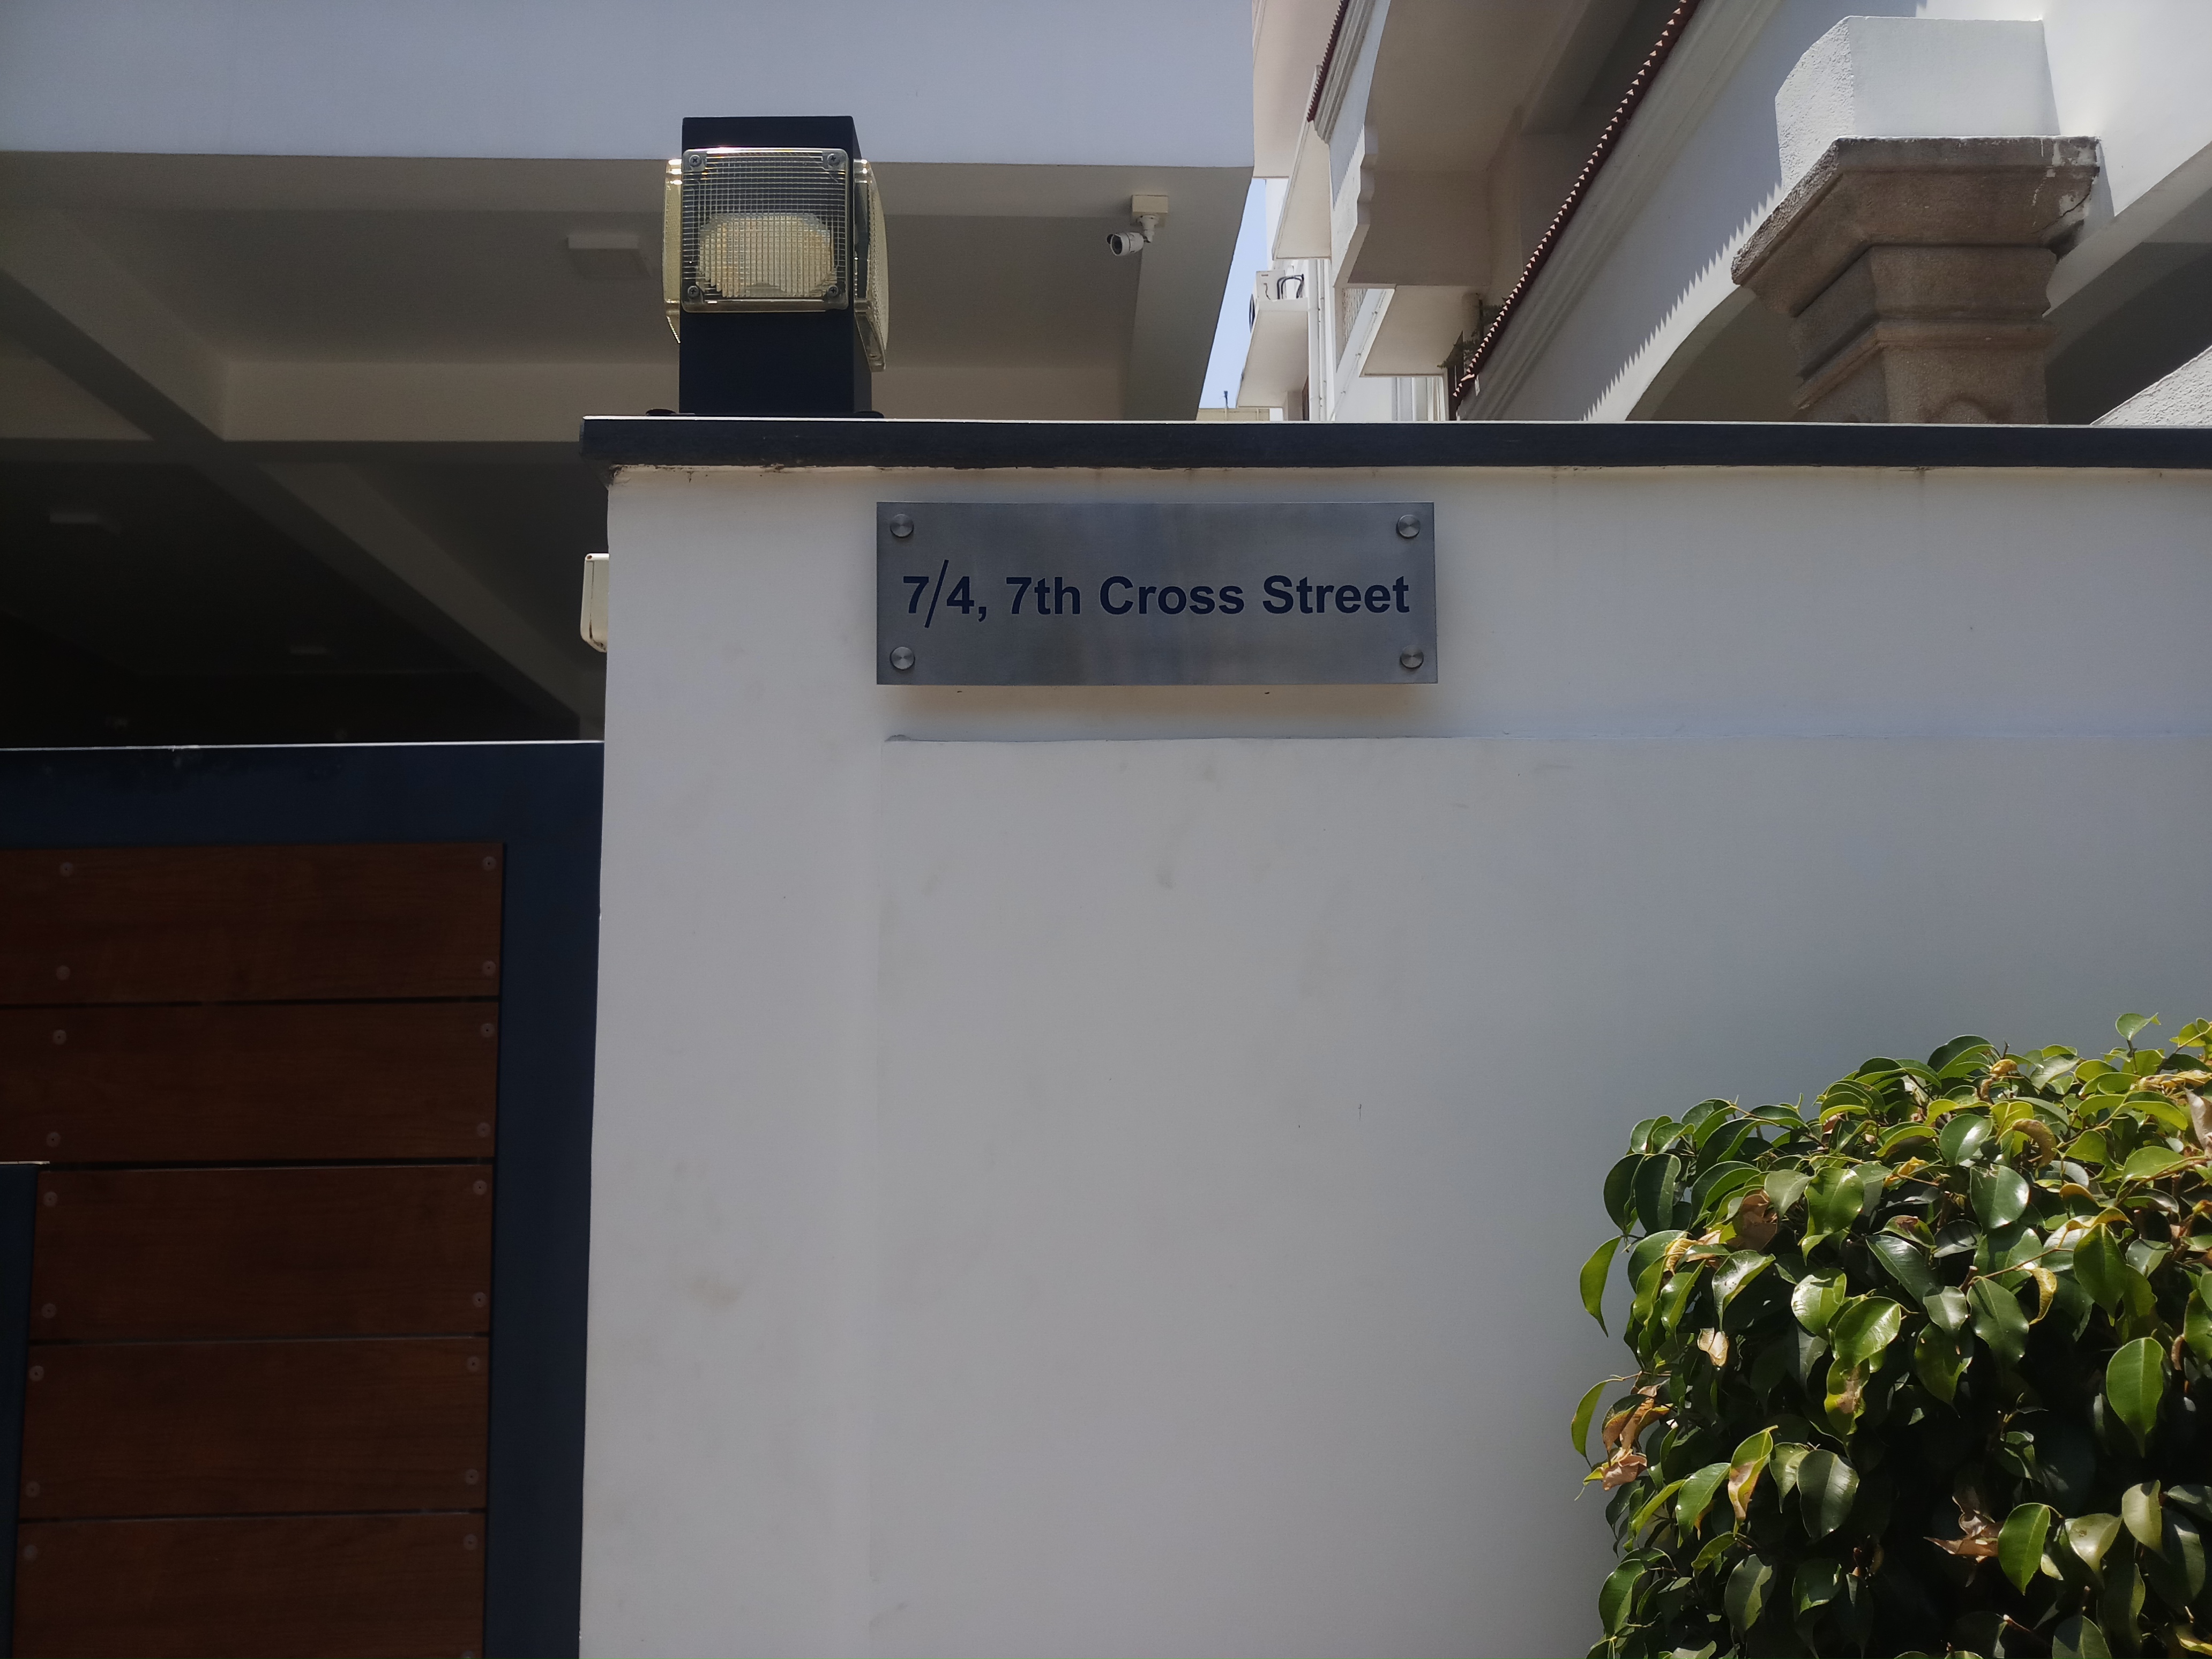 7/4, 7th Cross Street